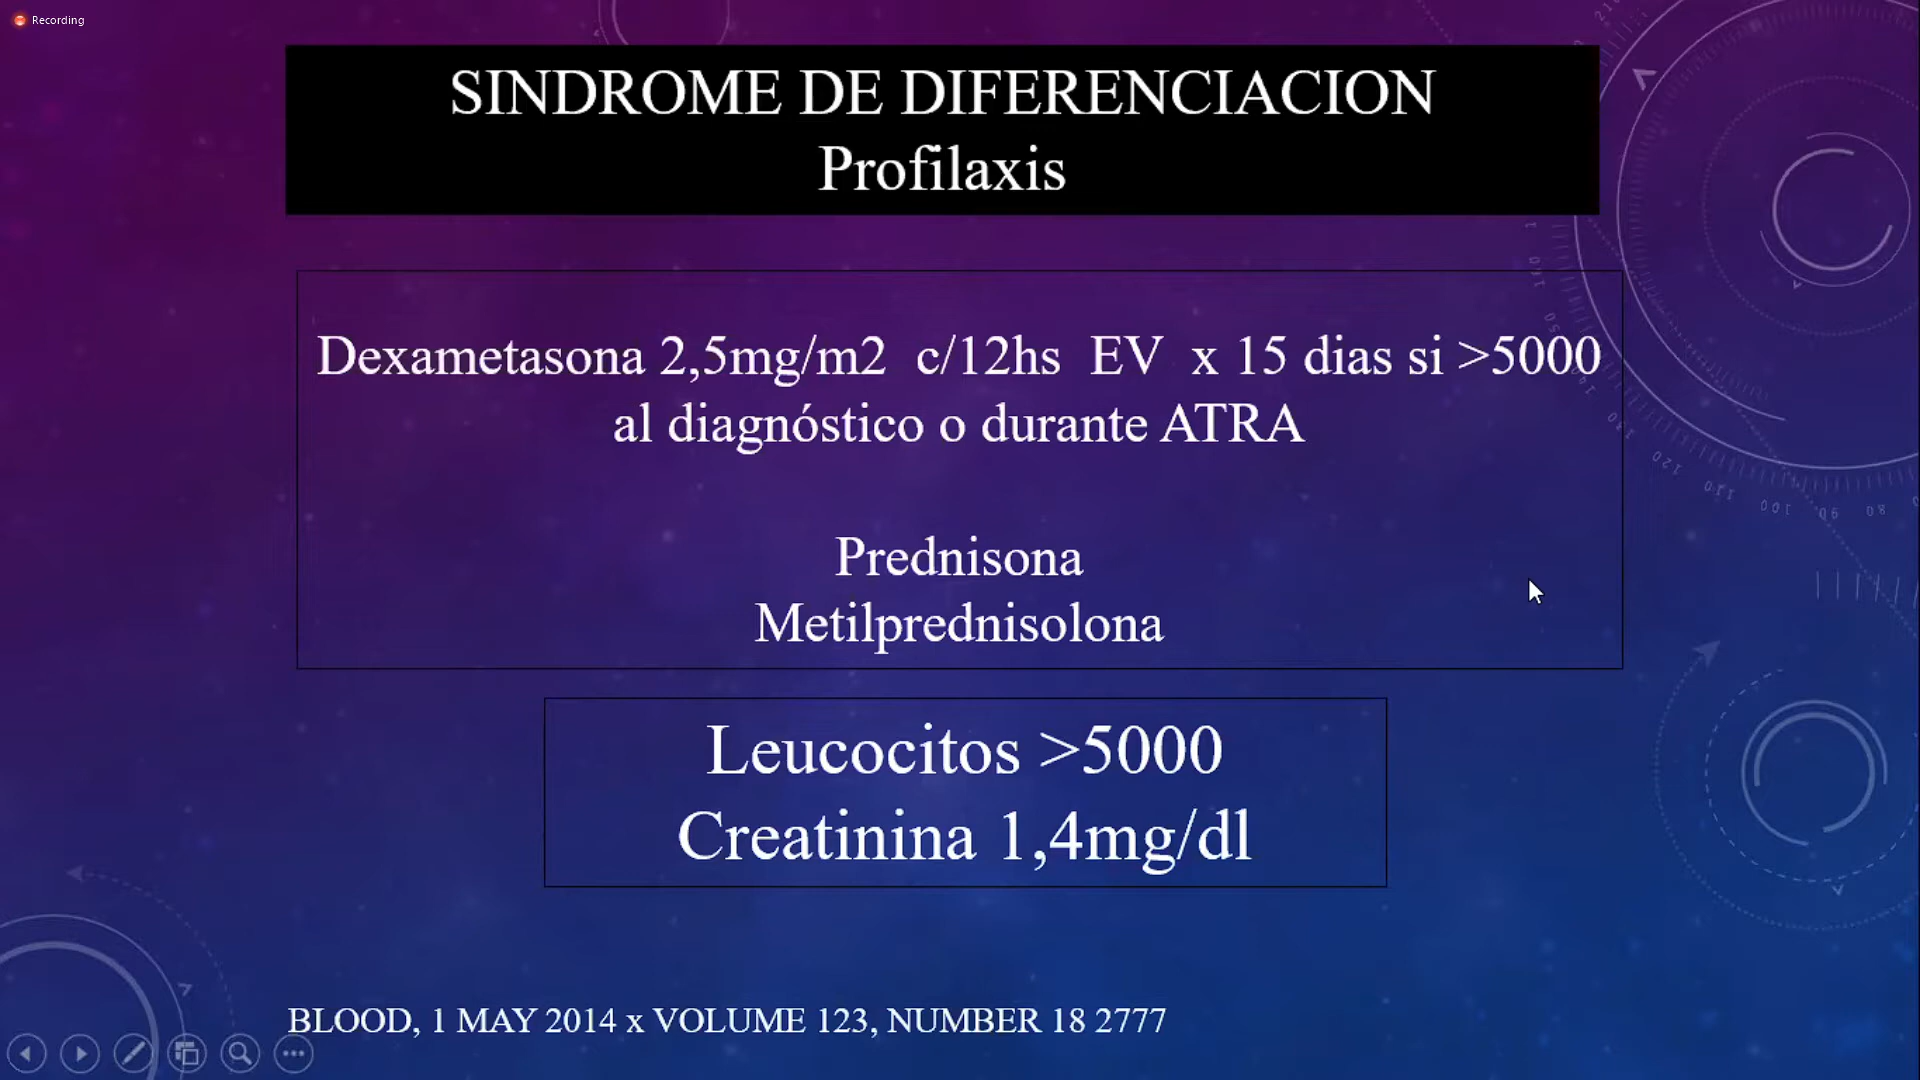 Recording
SINDROME DE DIFERENCIACION
Profilaxis
Dexametasona 2,5mg/m2 c/12hs EV x 15 dias si >5000
al diagnóstico o durante ATRA
Prednisona
Metilprednisolona
Leucocitos >5000
Creatinina 1,4mg/dl
BLOOD, 1 MAY 2014 x VOLUME 123, NUMBER 18 2777